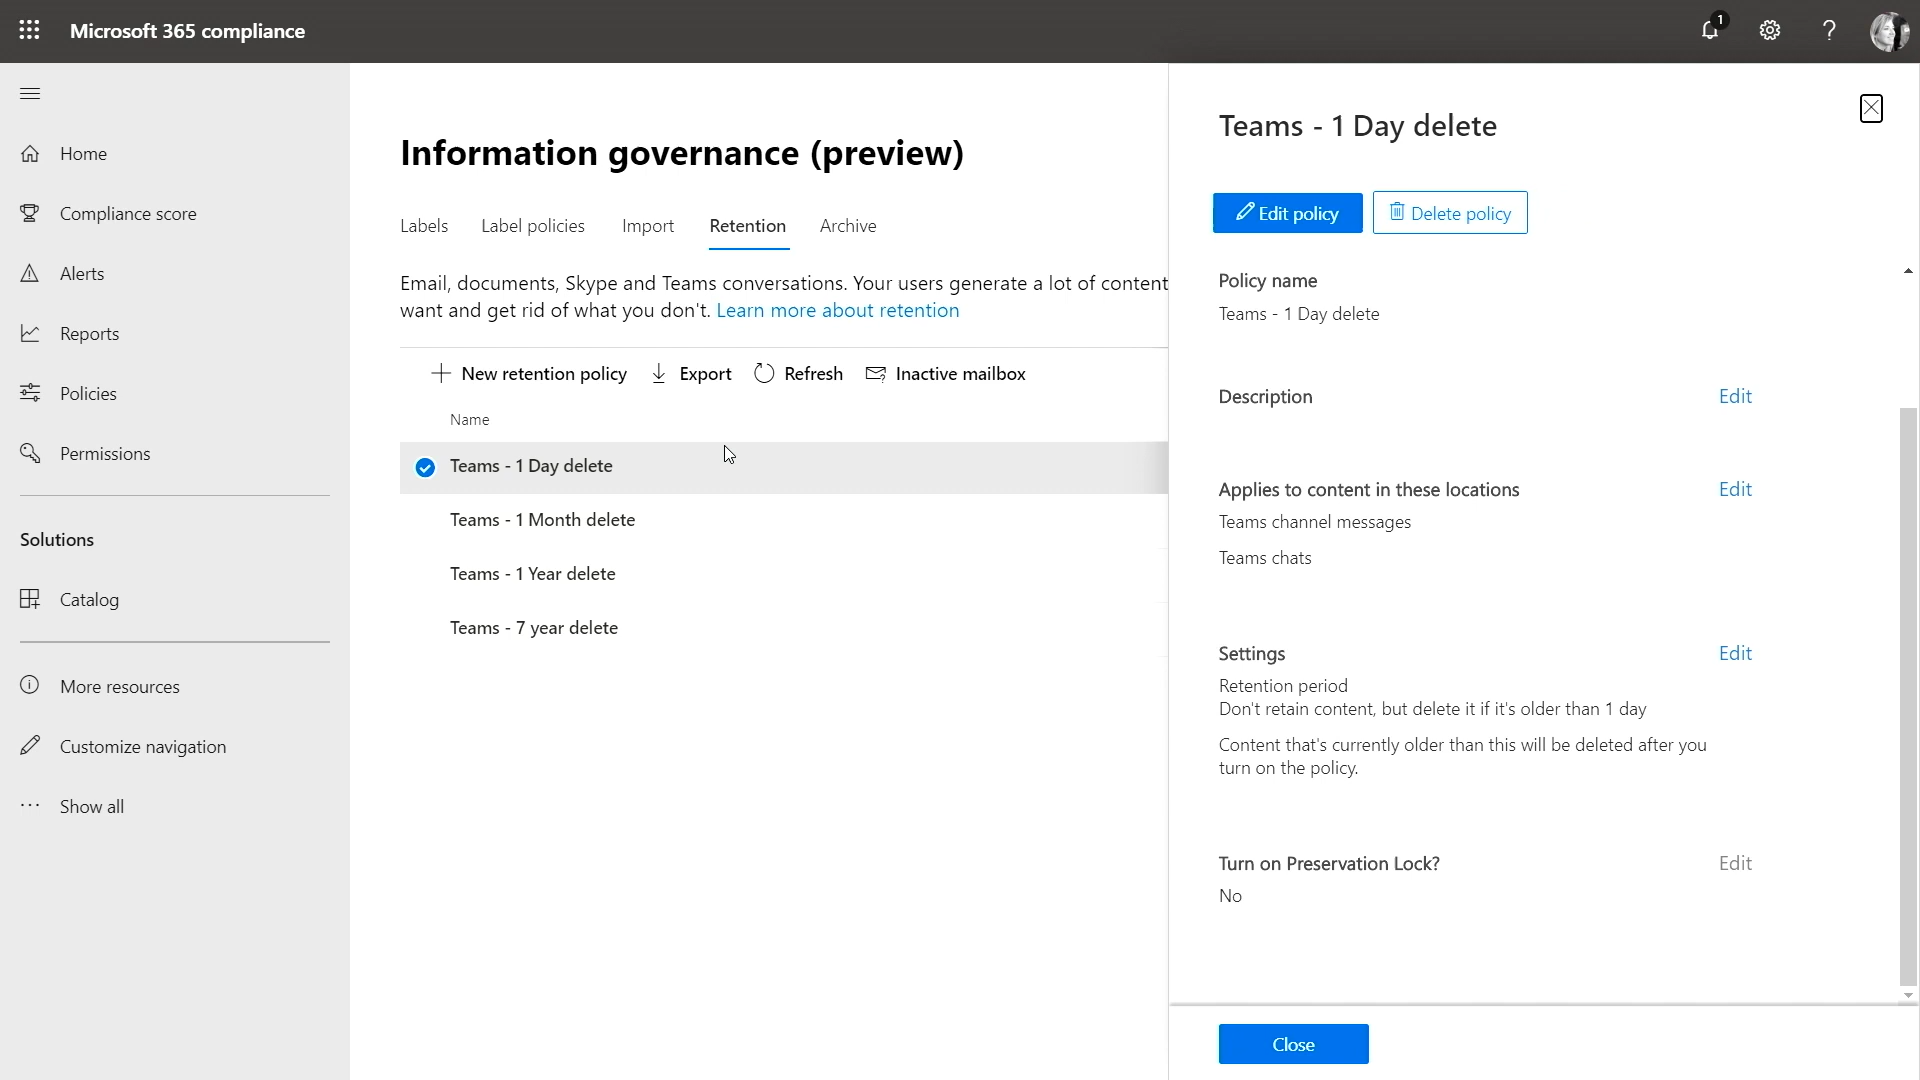 Microsoft 365 compliance
1
?
Home
Compliance score
Alerts
Reports
Policies
Permissions
Solutions
Catalog
More resources
Customize navigation
Show all
Information governance (preview)
Labels Label policies Import Retention Archive
Email, documents, Skype and Teams conversations. Your users generate a lot of content
want and get rid of what you don't. Learn more about retention
New retention policy Export Refresh Inactive mailbox
Name
Teams - 1 Day delete
Teams - 1 Month delete
Teams - 1 Year delete
Teams - 7 year delete
Teams - 1 Day delete
Edit policy Delete policy
Policy name
Teams - 1 Day delete
Description Edit
Applies to content in these locations Edit
Teams channel messages
Teams chats
Settings Edit
Retention period
Don't retain content, but delete it if it's older than 1 day
Content that's currently older than this will be deleted after you
turn on the policy.
Turn on Preservation Lock? Edit
No
Close